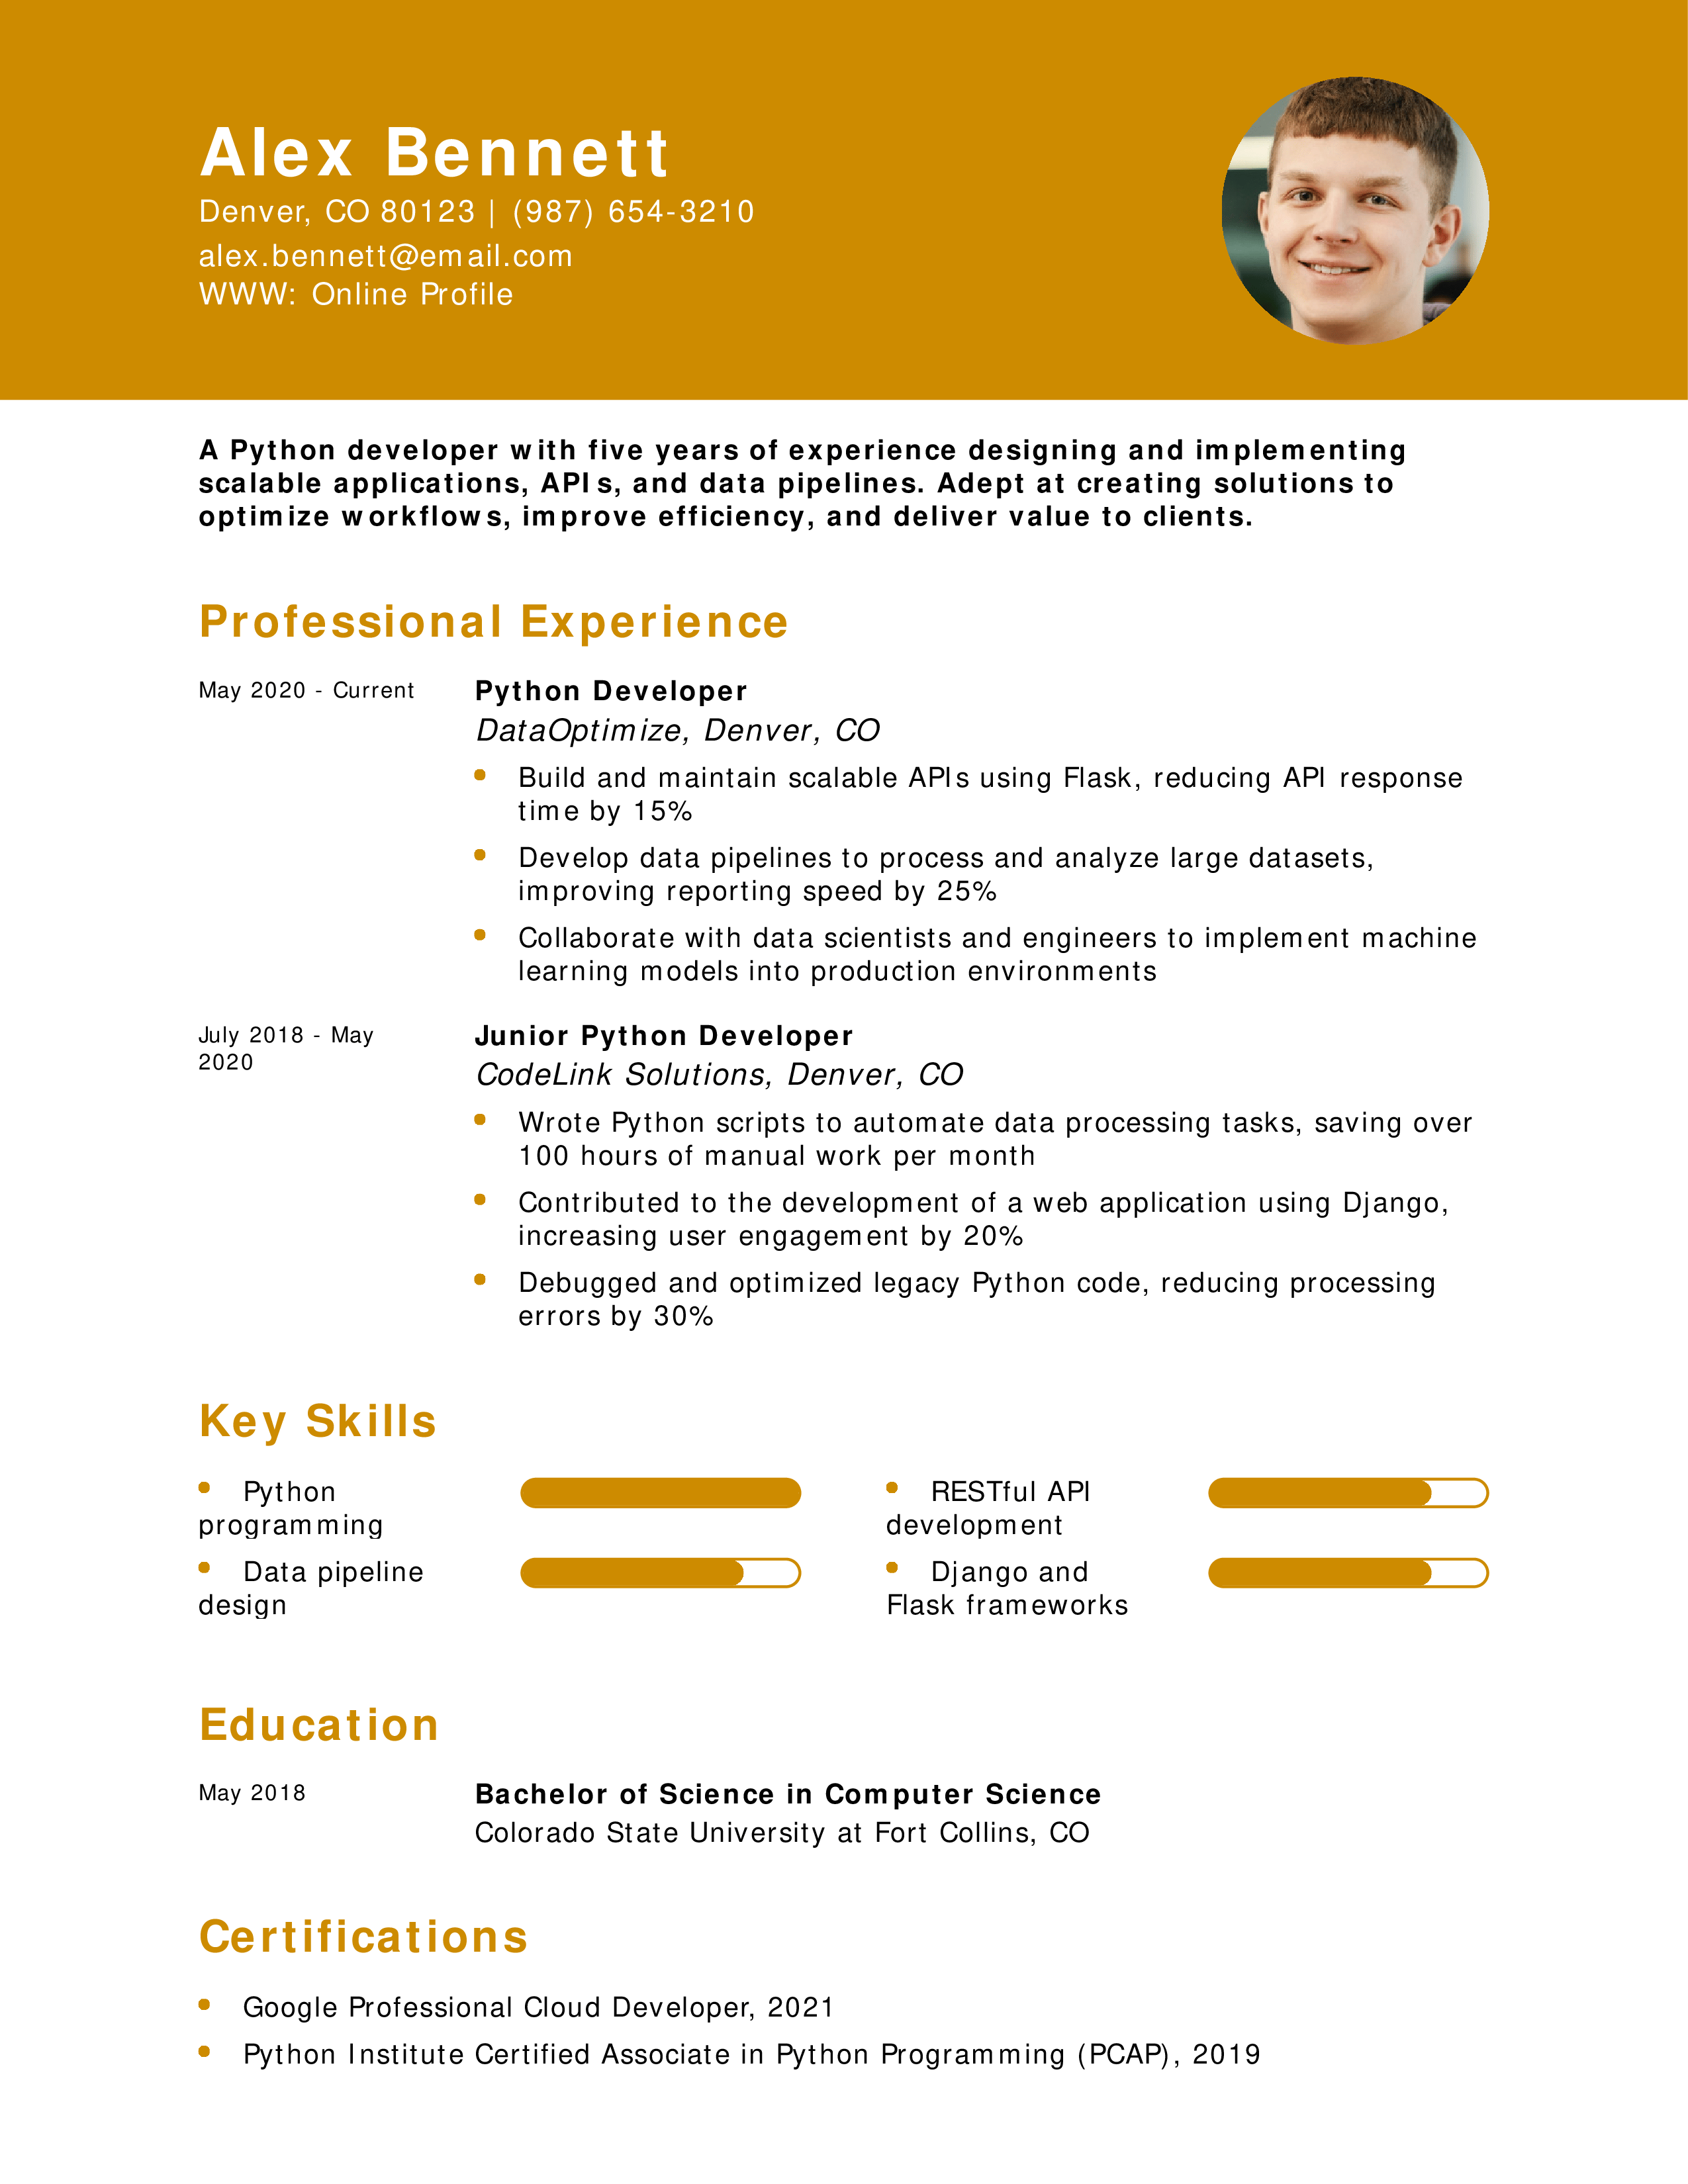 Alex Bennett
Denver, CO 80123 | (987) 654-3210
alex.bennett@email.com
WWW: Online Profile
A Python developer with five years of experience designing and implementing
scalable applications, APIs, and data pipelines. Adept at creating solutions to
optimize workflows, improve efficiency, and deliver value to clients.
Professional Experience
May 2020 - Current
Python Developer
DataOptimize, Denver, CO
• Build and maintain scalable APIs using Flask, reducing API response
time by 15%
• Develop data pipelines to process and analyze large datasets,
improving reporting speed by 25%
• Collaborate with data scientists and engineers to implement machine
learning models into production environments
July 2018 - May
2020
Junior Python Developer
CodeLink Solutions, Denver, CO
• Wrote Python scripts to automate data processing tasks, saving over
100 hours of manual work per month
• Contributed to the development of a web application using Django,
increasing user engagement by 20%
• Debugged and optimized legacy Python code, reducing processing
errors by 30%
Key Skills
• Python
programming
• RESTful API
development
• Data pipeline
design
• Django and
Flask frameworks
Education
May 2018
Bachelor of Science in Computer Science
Colorado State University at Fort Collins, CO
Certifications
• Google Professional Cloud Developer, 2021
• Python Institute Certified Associate in Python Programming (PCAP), 2019